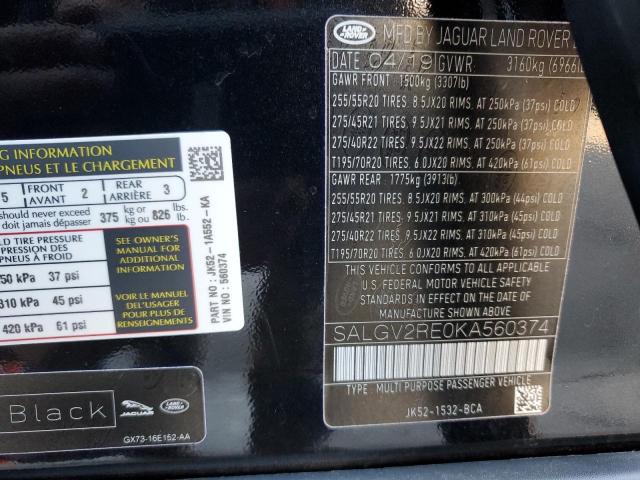 G INFORMATION
PNEUS ET LE CHARGEMENT
5 FRONT AVANT 2 REAR ARRIÈRE 3
should never exceed
doit jamais dépasser 375 kg or kg ou 826 lbs. lb.
LD TIRE PRESSURE
PRESSION DES
PNEUS À FROID
250 kPa 37 psi
310 kPa 45 psi
420 kPa 61 psi
SEE OWNER'S
MANUAL FOR
ADDITIONAL
INFORMATION
VOIR LE MANUEL
DE L'USAGER
POUR PLUS DE
RENSEIGNEMENTS
PART NO : JK52-1A552-KA
VIN NO : 560374
Black
JAGUAR
LAND ROVER
GX73-16E152-AA
LAND ROVER
MFD BY JAGUAR LAND ROVER
DATE 04/19 GVWR 3160kg (6966l
GAWR FRONT : 1500kg (3307lb)
255/55R20 TIRES, 8.5JX20 RIMS, AT 250kPa (37psi) COLD
275/45R21 TIRES, 9.5JX21 RIMS, AT 250kPa (37psi) COLD
275/40R22 TIRES, 9.5JX22 RIMS, AT 250kPa (37psi) COLD
T195/70R20 TIRES, 6.0JX20 RIMS, AT 420kPa (61psi) COLD
GAWR REAR: 1775kg (3913lb)
255/55R20 TIRES, 8.5JX20 RIMS, AT 300kPa (44psi) COLD
275/45R21 TIRES, 9.5JX21 RIMS, AT 310kPa (45psi) COLD
275/40R22 TIRES, 9.5JX22 RIMS, AT 310kPa (45psi) COLD
T195/70R20 TIRES, 6.0JX20 RIMS, AT 420kPa (61psi) COLD
THIS VEHICLE CONFORMS TO ALL APPLICABLE
U.S. FEDERAL MOTOR VEHICLE SAFETY
STANDARDS IN EFFECT ON THE DATE OF
MANUFACTURE SHOWN ABOVE
SALGV2RE0KA560374
TYPE: MULTI PURPOSE PASSENGER VEHICLE
JK52-1532-BCA